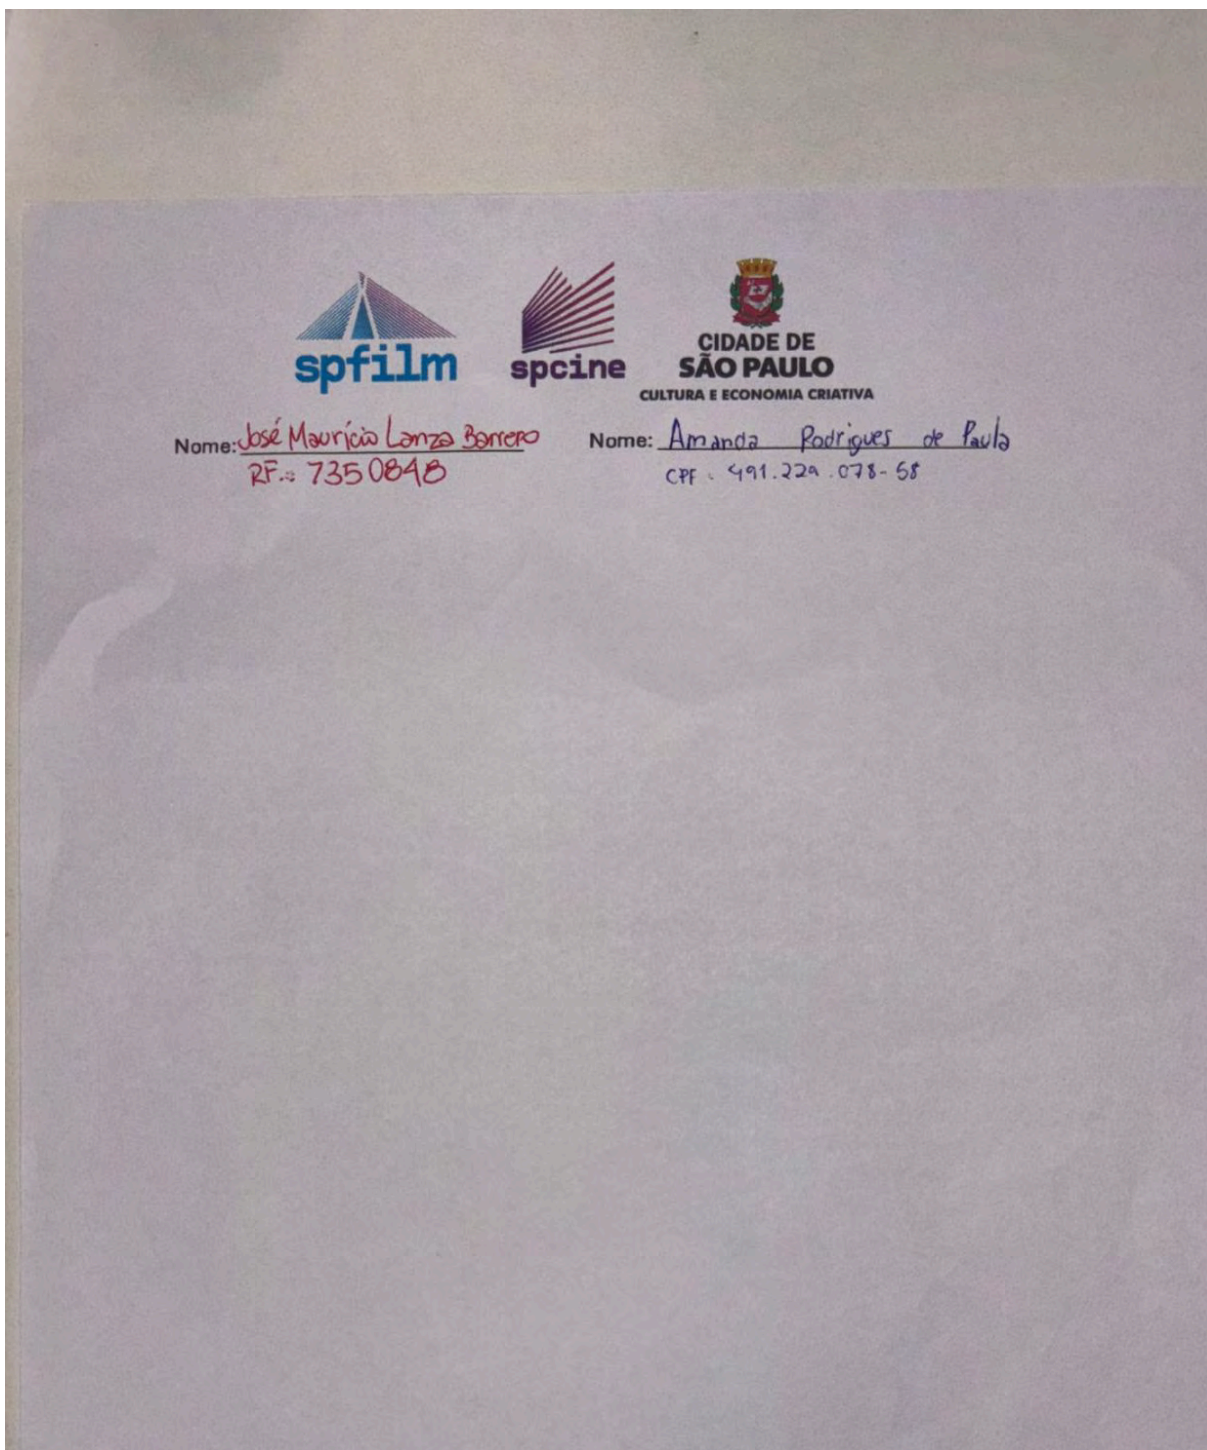 spfilm
spcine
CIDADE DE
SÃO PAULO
CULTURA E ECONOMIA CRIATIVA
Nome: José Maurício Lanza Barrero
RF.: 7350848
Nome: Amanda Rodrigues de Paula
CPF: 491.229.078-58